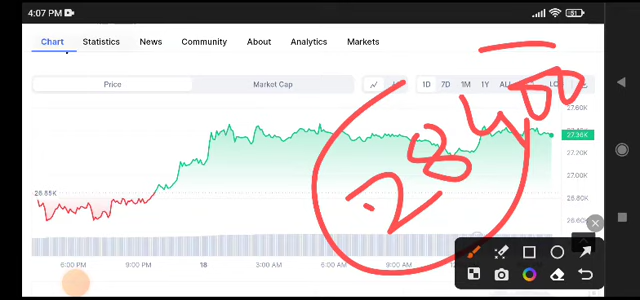 4:07 PM
Chart Statistics News Community About Analytics Markets
Price Market Cap 1D 7D 1M 1Y ALL
27.60K
27.36K
27.20K
27.00K
26.85K
26.80K
26.60K
28400
6:00 PM 9:00 PM 18 3:00 AM 6:00 AM 9:00 AM